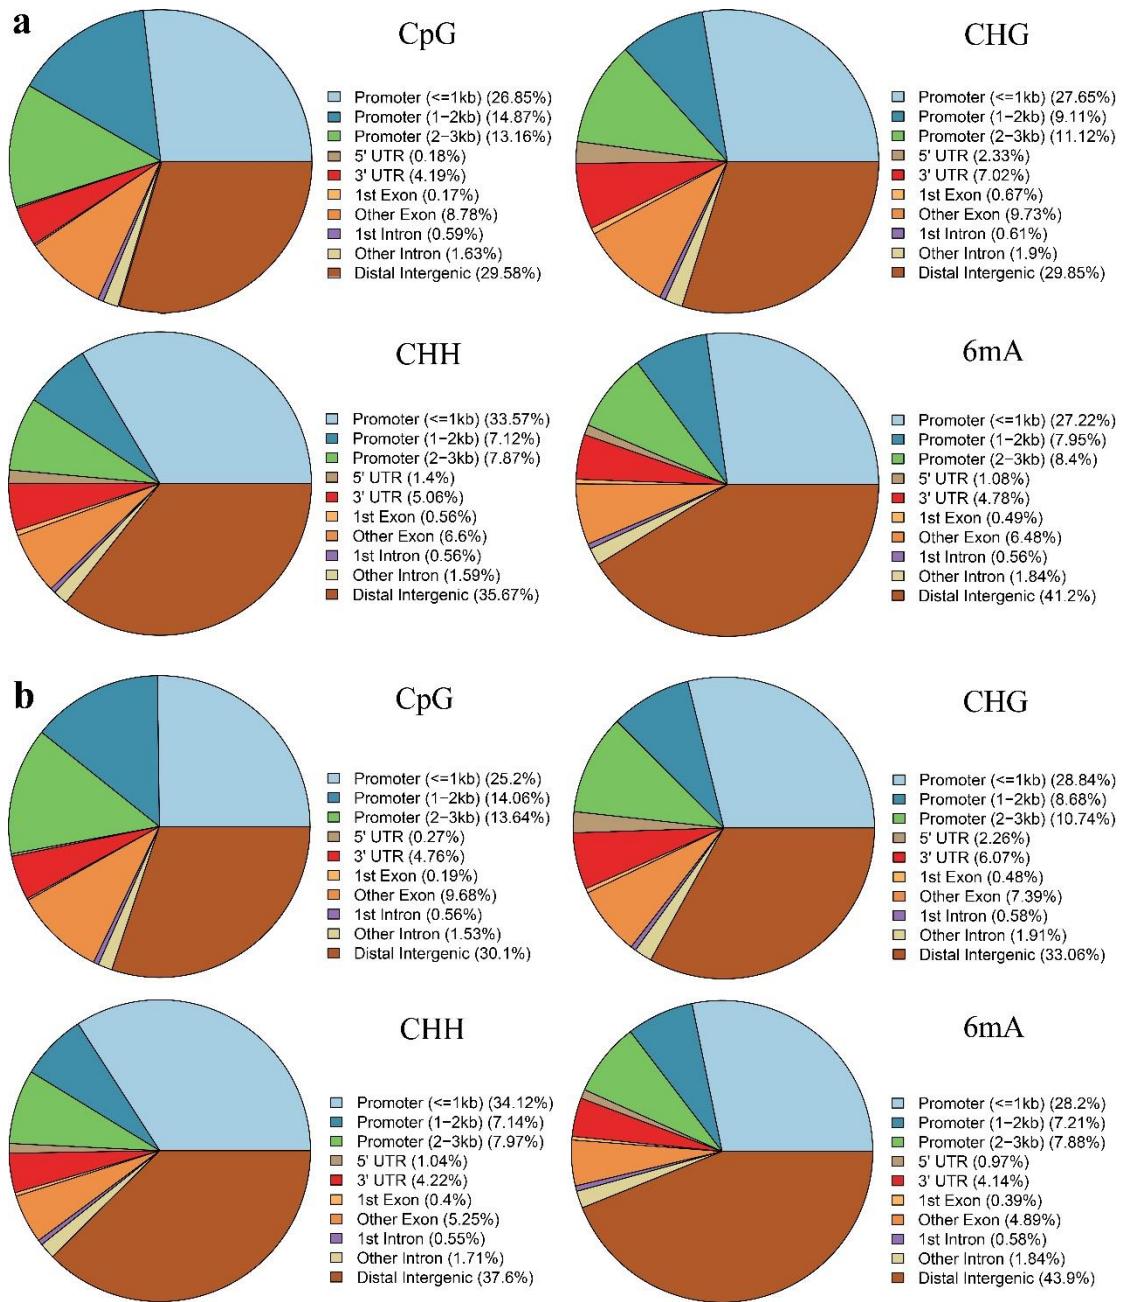 a
CpG
Promoter (<=1kb) (26.85%)
Promoter (1−2kb) (14.87%)
Promoter (2−3kb) (13.16%)
5' UTR (0.18%)
3' UTR (4.19%)
1st Exon (0.17%)
Other Exon (8.78%)
1st Intron (0.59%)
Other Intron (1.63%)
Distal Intergenic (29.58%)
CHG
Promoter (<=1kb) (27.65%)
Promoter (1−2kb) (9.11%)
Promoter (2−3kb) (11.12%)
5' UTR (2.33%)
3' UTR (7.02%)
1st Exon (0.67%)
Other Exon (9.73%)
1st Intron (0.61%)
Other Intron (1.9%)
Distal Intergenic (29.85%)
CHH
Promoter (<=1kb) (33.57%)
Promoter (1−2kb) (7.12%)
Promoter (2−3kb) (7.87%)
5' UTR (1.4%)
3' UTR (5.06%)
1st Exon (0.56%)
Other Exon (6.6%)
1st Intron (0.56%)
Other Intron (1.59%)
Distal Intergenic (35.67%)
6mA
Promoter (<=1kb) (27.22%)
Promoter (1−2kb) (7.95%)
Promoter (2−3kb) (8.4%)
5' UTR (1.08%)
3' UTR (4.78%)
1st Exon (0.49%)
Other Exon (6.48%)
1st Intron (0.56%)
Other Intron (1.84%)
Distal Intergenic (41.2%)
b
CpG
Promoter (<=1kb) (25.2%)
Promoter (1−2kb) (14.06%)
Promoter (2−3kb) (13.64%)
5' UTR (0.27%)
3' UTR (4.76%)
1st Exon (0.19%)
Other Exon (9.68%)
1st Intron (0.56%)
Other Intron (1.53%)
Distal Intergenic (30.1%)
CHG
Promoter (<=1kb) (28.84%)
Promoter (1−2kb) (8.68%)
Promoter (2−3kb) (10.74%)
5' UTR (2.26%)
3' UTR (6.07%)
1st Exon (0.48%)
Other Exon (7.39%)
1st Intron (0.58%)
Other Intron (1.91%)
Distal Intergenic (33.06%)
CHH
Promoter (<=1kb) (34.12%)
Promoter (1−2kb) (7.14%)
Promoter (2−3kb) (7.97%)
5' UTR (1.04%)
3' UTR (4.22%)
1st Exon (0.4%)
Other Exon (5.25%)
1st Intron (0.55%)
Other Intron (1.71%)
Distal Intergenic (37.6%)
6mA
Promoter (<=1kb) (28.2%)
Promoter (1−2kb) (7.21%)
Promoter (2−3kb) (7.88%)
5' UTR (0.97%)
3' UTR (4.14%)
1st Exon (0.39%)
Other Exon (4.89%)
1st Intron (0.58%)
Other Intron (1.84%)
Distal Intergenic (43.9%)